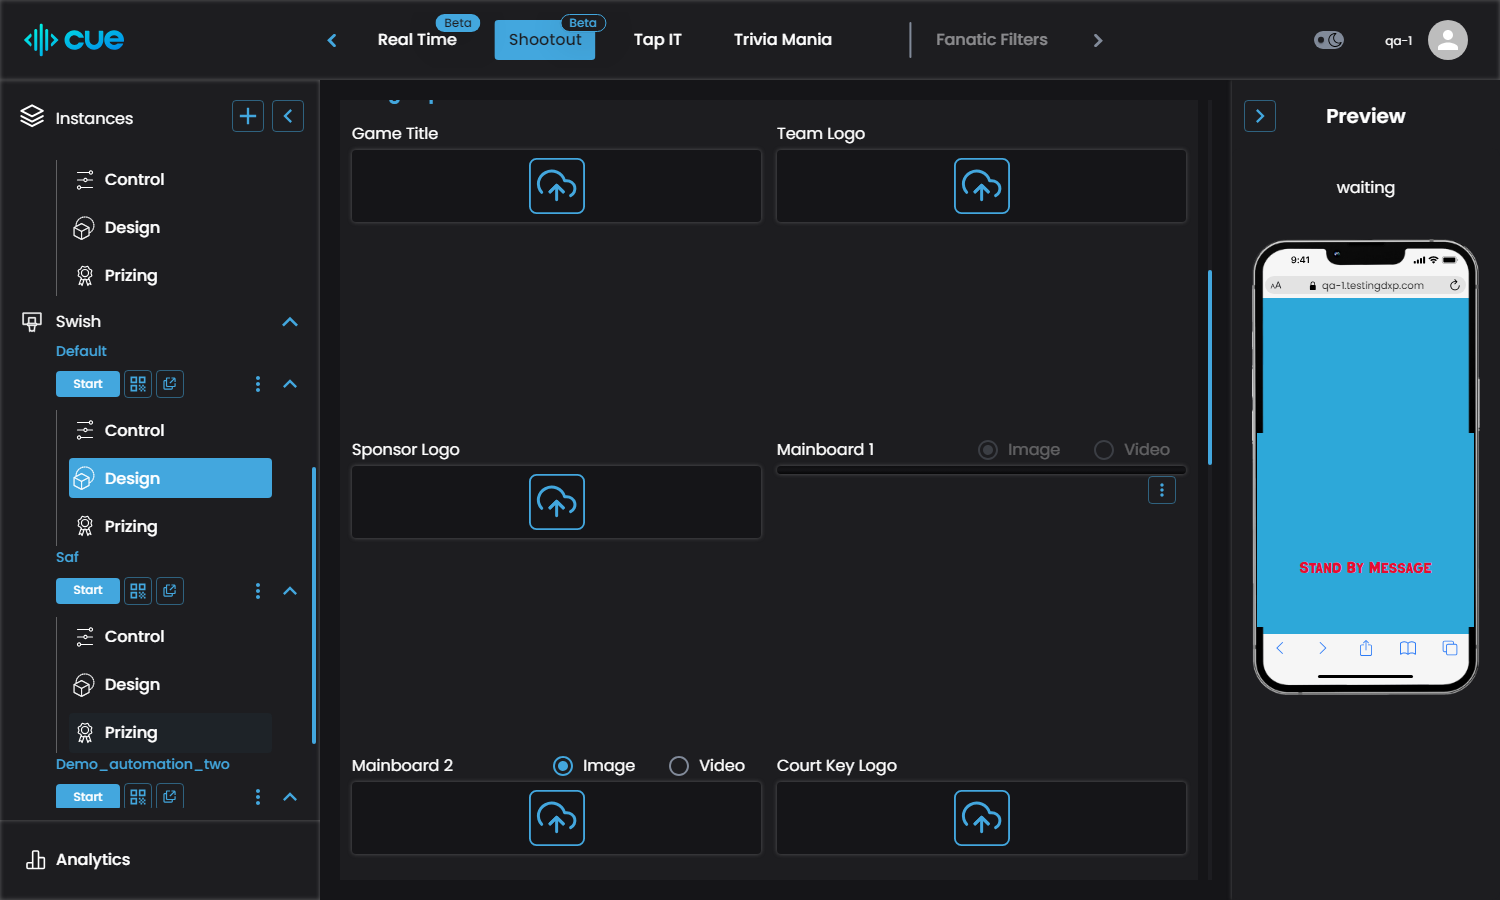 cue
Real Time
Beta
Shootout
Beta
Tap IT
Trivia Mania
Fanatic Filters
qa-1
Instances
Control
Design
Prizing
Swish
Default
Start
Control
Design
Prizing
Saf
Start
Control
Design
Prizing
Demo_automation_two
Start
Analytics
Game Title
Team Logo
Sponsor Logo
Mainboard 1
Image
Video
Mainboard 2
Image
Video
Court Key Logo
Preview
waiting
9:41
AA
qa-1.testingdxp.com
Stand By Message